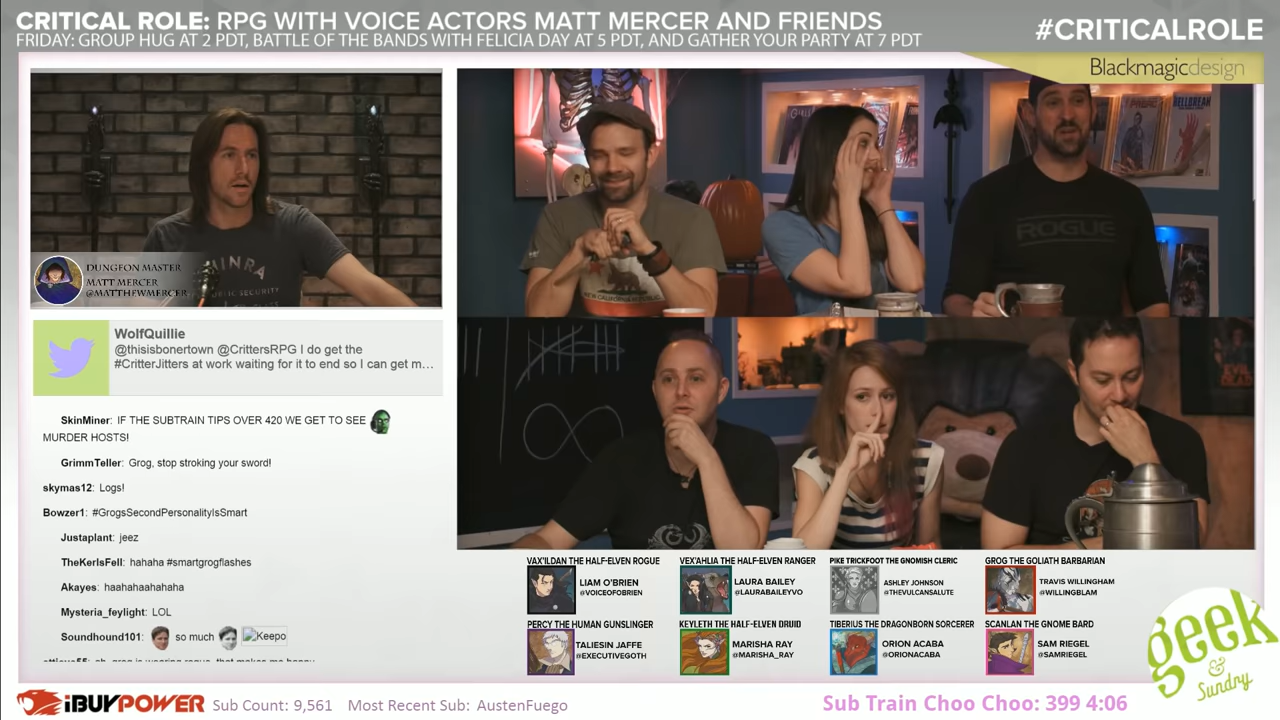 CRITICAL ROLE: RPG WITH VOICE ACTORS MATT MERCER AND FRIENDS
FRIDAY: GROUP HUG AT 2 PDT, BATTLE OF THE BANDS WITH FELICIA DAY AT 5 PDT, AND GATHER YOUR PARTY AT 7 PDT
#CRITICALROLE
Blackmagicdesign
MINRA
PUBLIC SECURITY
DUNGEON MASTER
MATT MERCER
@MATTHEWMERCER
ROGUE
HELLBREAK
NEW CALIFORNIA REPUBLIC
WolfQuillie
@thisisbonertown @CrittersRPG I do get the
#CritterJitters at work waiting for it to end so I can get m...
SkinMiner: IF THE SUBTRAIN TIPS OVER 420 WE GET TO SEE
MURDER HOSTS!
GrimmTeller: Grog, stop stroking your sword!
skymas12: Logs!
Bowzer1: #GrogsSecondPersonalityIsSmart
Justaplant: jeez
TheKerIsFell: hahaha #smartgrogflashes
Akayes: haahahaahahaha
Mysteria_feylight: LOL
Soundhound101: so much Keepo
VAX'ILDAN THE HALF-ELVEN ROGUE
LIAM O'BRIEN
@VOICEOFOBRIEN
VEX'AHLIA THE HALF-ELVEN RANGER
LAURA BAILEY
@LAURABAILEYVO
PIKE TRICKFOOT THE GNOMISH CLERIC
ASHLEY JOHNSON
@THEVULCANSALUTE
GROG THE GOLIATH BARBARIAN
TRAVIS WILLINGHAM
@WILLINGBLAM
PERCY THE HUMAN GUNSLINGER
TALIESIN JAFFE
@EXECUTIVEGOTH
KEYLETH THE HALF-ELVEN DRUID
MARISHA RAY
@MARISHA_RAY
TIBERIUS THE DRAGONBORN SORCERER
ORION ACABA
@ORIONACABA
SCANLAN THE GNOME BARD
SAM RIEGEL
@SAMRIEGEL
geek
&
Sundry
iBUYPOWER
Sub Count: 9,561 Most Recent Sub: AustenFuego
Sub Train Choo Choo: 399 4:06